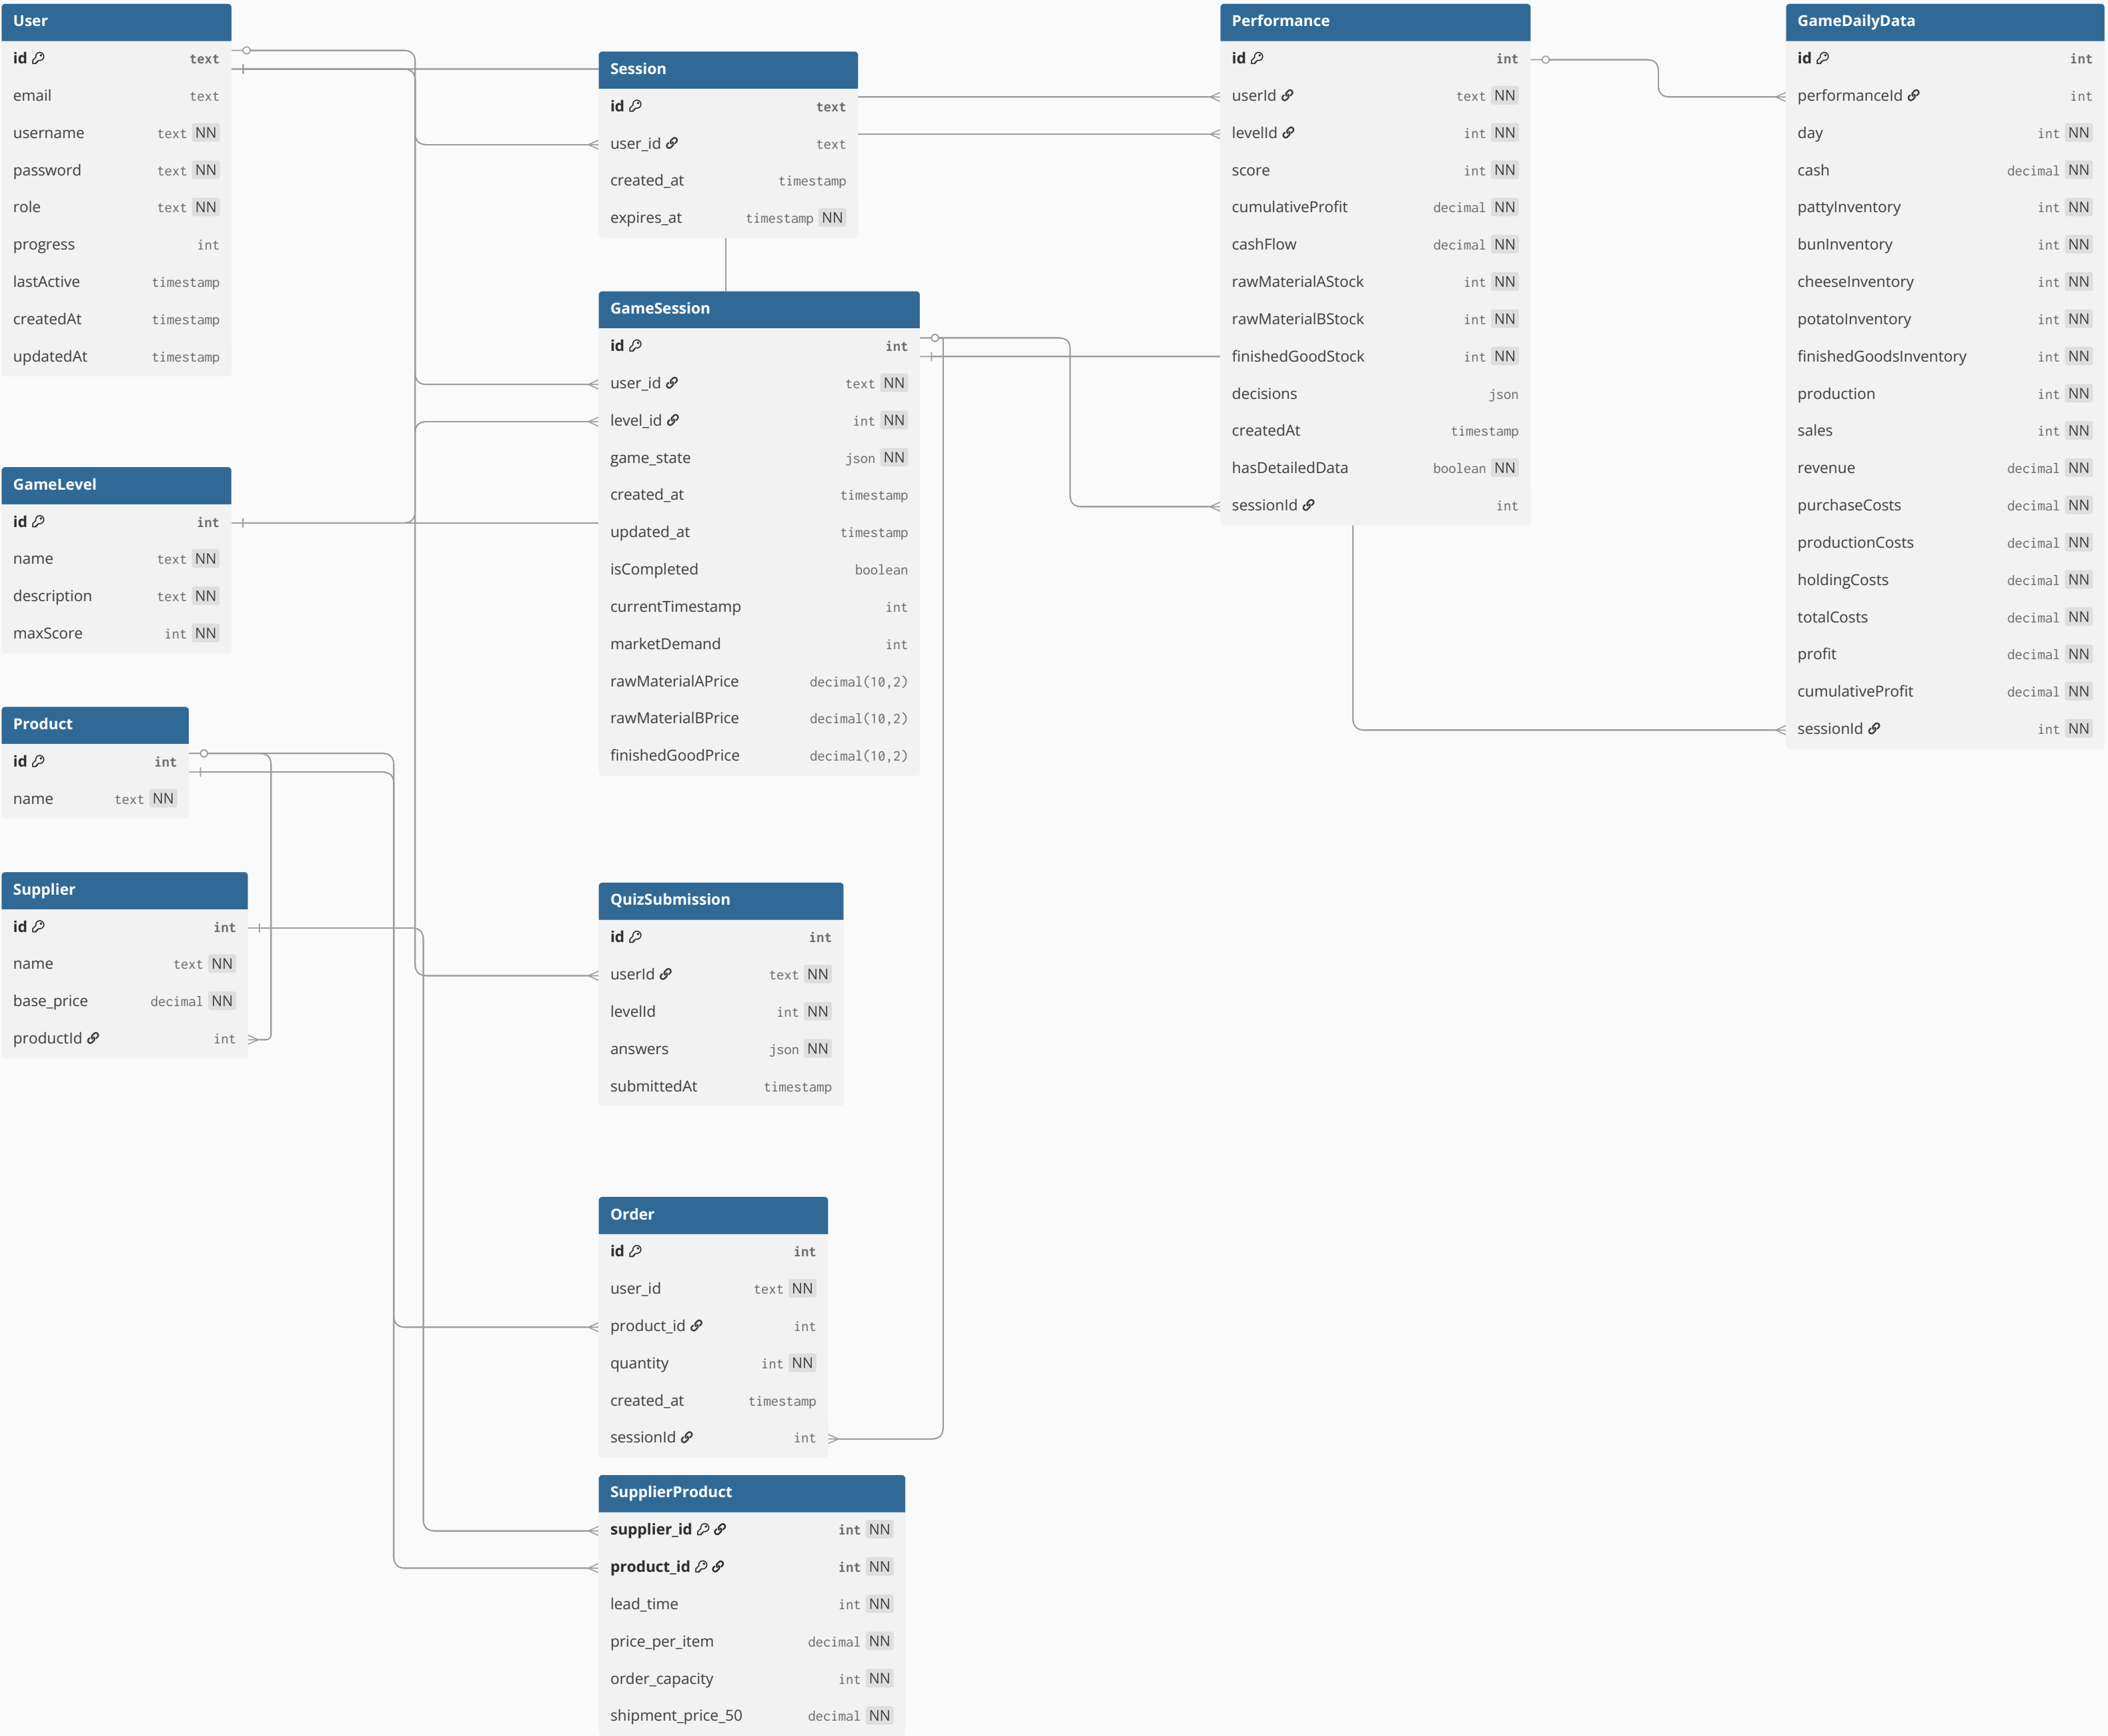 User
id text
email text
username text NN
password text NN
role text NN
progress int
lastActive timestamp
createdAt timestamp
updatedAt timestamp
GameLevel
id int
name text NN
description text NN
maxScore int NN
Product
id int
name text NN
Supplier
id int
name text NN
base_price decimal NN
productId int
Session
id text
user_id text
created_at timestamp
expires_at timestamp NN
GameSession
id int
user_id text NN
level_id int NN
game_state json NN
created_at timestamp
updated_at timestamp
isCompleted boolean
currentTimestamp int
marketDemand int
rawMaterialAPrice decimal(10,2)
rawMaterialBPrice decimal(10,2)
finishedGoodPrice decimal(10,2)
QuizSubmission
id int
userId text NN
levelId int NN
answers json NN
submittedAt timestamp
Order
id int
user_id text NN
product_id int
quantity int NN
created_at timestamp
sessionId int
SupplierProduct
supplier_id int NN
product_id int NN
lead_time int NN
price_per_item decimal NN
order_capacity int NN
shipment_price_50 decimal NN
Performance
id int
userId text NN
levelId int NN
score int NN
cumulativeProfit decimal NN
cashFlow decimal NN
rawMaterialAStock int NN
rawMaterialBStock int NN
finishedGoodStock int NN
decisions json
createdAt timestamp
hasDetailedData boolean NN
sessionId int
GameDailyData
id int
performanceId int
day int NN
cash decimal NN
pattyInventory int NN
bunInventory int NN
cheeseInventory int NN
potatoInventory int NN
finishedGoodsInventory int NN
production int NN
sales int NN
revenue decimal NN
purchaseCosts decimal NN
productionCosts decimal NN
holdingCosts decimal NN
totalCosts decimal NN
profit decimal NN
cumulativeProfit decimal NN
sessionId int NN